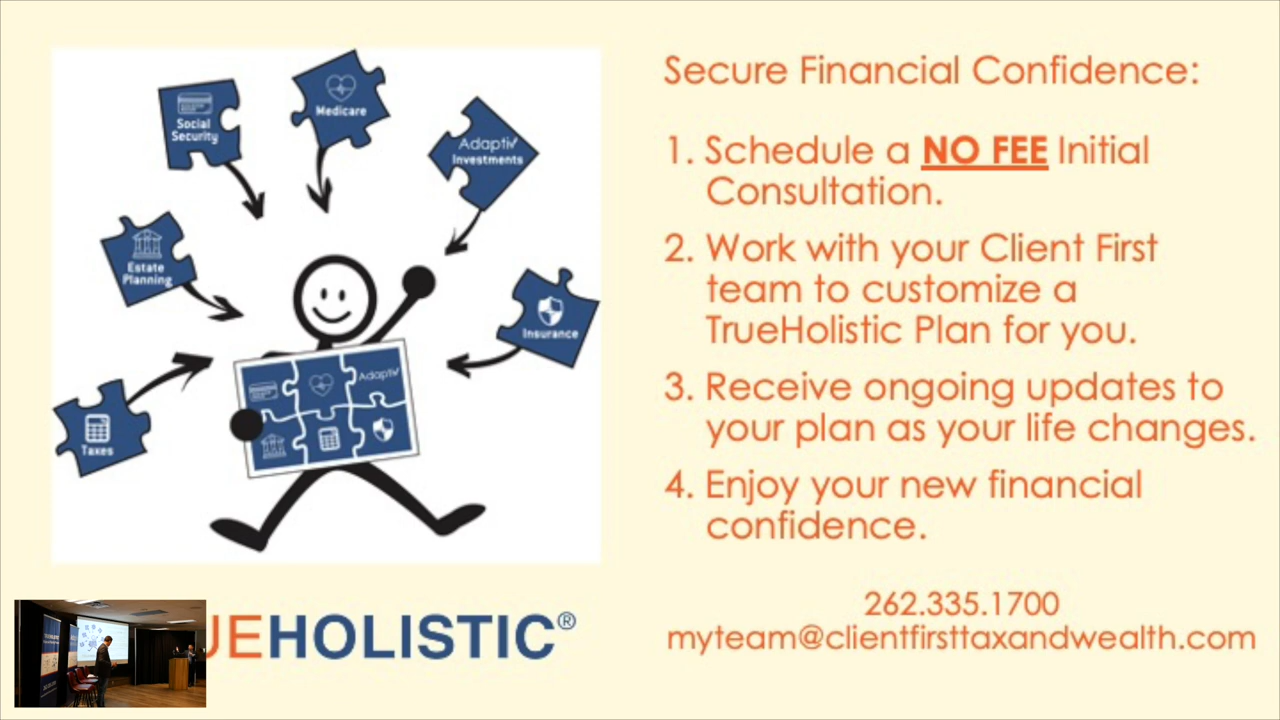 Social
Security
Medicare
Adaptiv
Investments
Estate
Planning
Insurance
Taxes
Adaptiv
UEHOLISTIC®
Secure Financial Confidence:
1. Schedule a NO FEE Initial
Consultation.
2. Work with your Client First
team to customize a
TrueHolistic Plan for you.
3. Receive ongoing updates to
your plan as your life changes.
4. Enjoy your new financial
confidence.
262.335.1700
myteam@clientfirsttaxandwealth.com